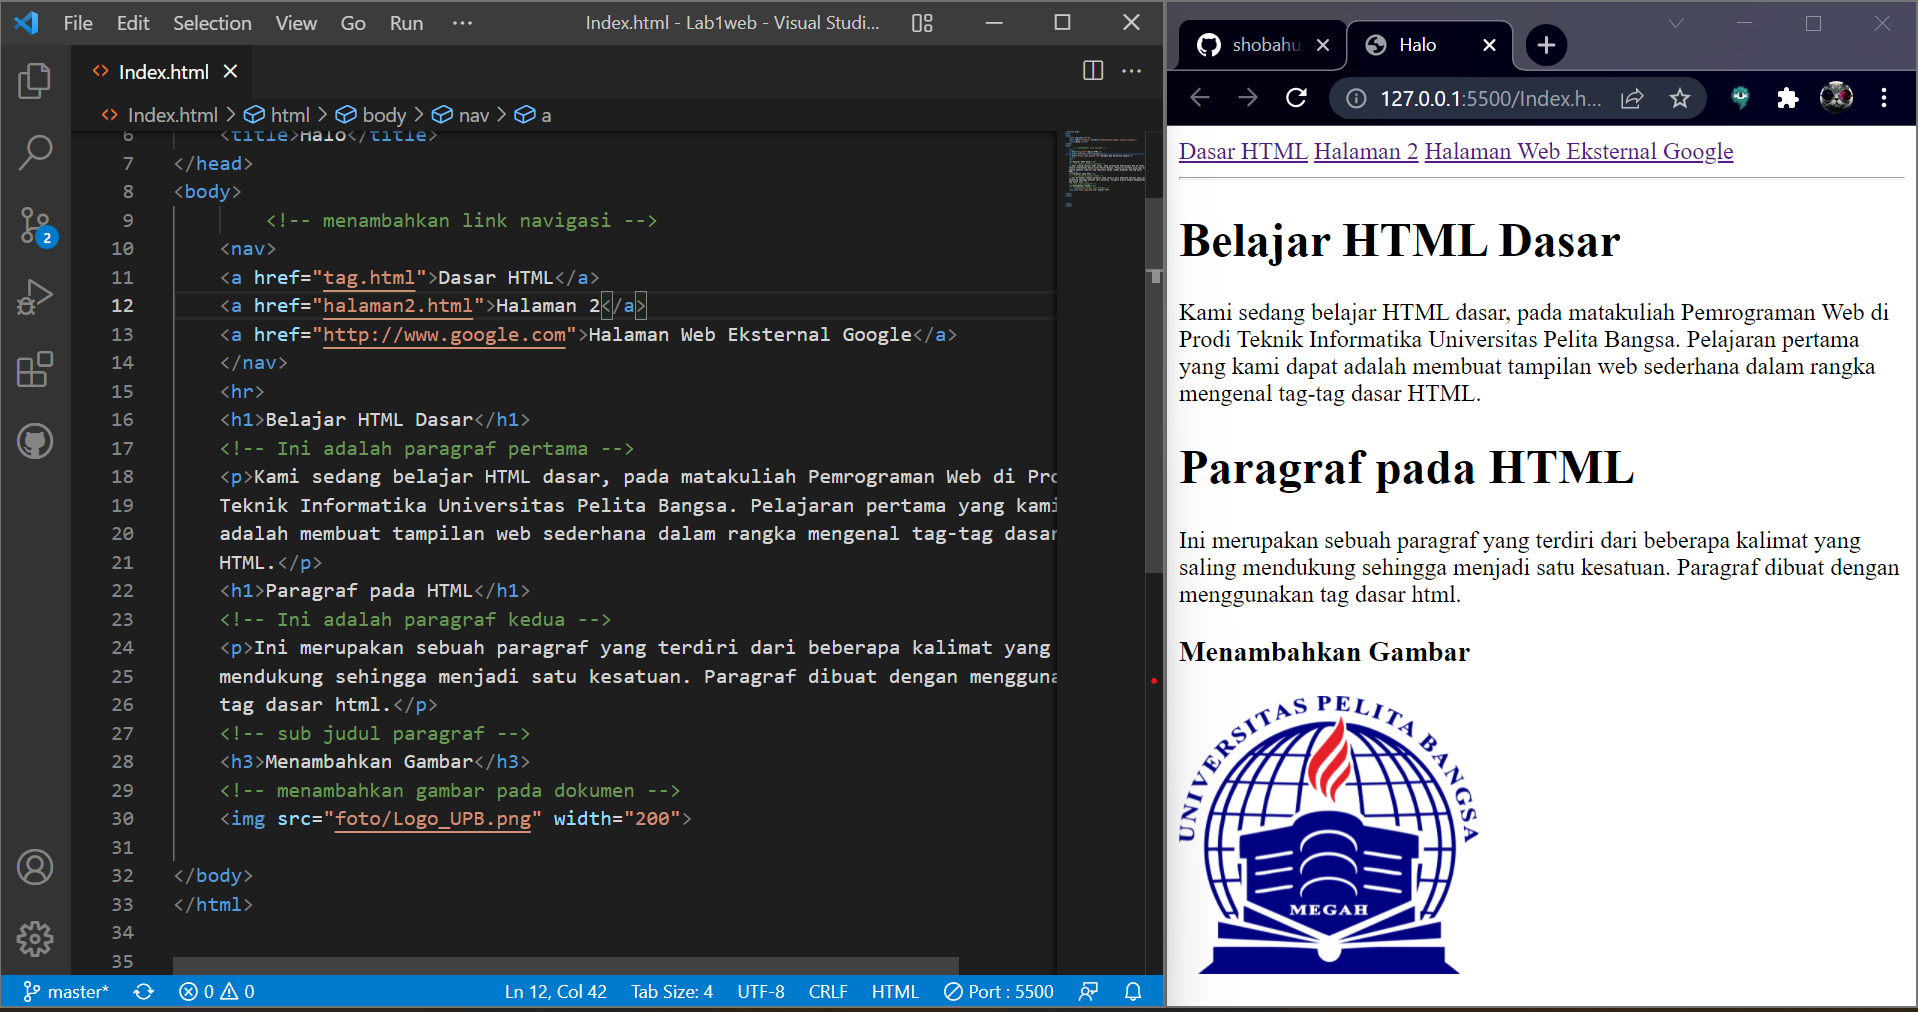 File Edit Selection View Go Run ··· Index.html - Lab1web - Visual Studi...
Index.html
Index.html > html > body > nav > a
6 <title>Halo</title>
7 </head>
8 <body>
9 <!-- menambahkan link navigasi -->
10 <nav>
11 <a href="tag.html">Dasar HTML</a>
12 <a href="halaman2.html">Halaman 2</a>
13 <a href="http://www.google.com">Halaman Web Eksternal Google</a>
14 </nav>
15 <hr>
16 <h1>Belajar HTML Dasar</h1>
17 <!-- Ini adalah paragraf pertama -->
18 <p>Kami sedang belajar HTML dasar, pada matakuliah Pemrograman Web di Pro
19 Teknik Informatika Universitas Pelita Bangsa. Pelajaran pertama yang kami
20 adalah membuat tampilan web sederhana dalam rangka mengenal tag-tag dasar
21 HTML.</p>
22 <h1>Paragraf pada HTML</h1>
23 <!-- Ini adalah paragraf kedua -->
24 <p>Ini merupakan sebuah paragraf yang terdiri dari beberapa kalimat yang
25 mendukung sehingga menjadi satu kesatuan. Paragraf dibuat dengan mengguna
26 tag dasar html.</p>
27 <!-- sub judul paragraf -->
28 <h3>Menambahkan Gambar</h3>
29 <!-- menambahkan gambar pada dokumen -->
30 <img src="foto/Logo_UPB.png" width="200">
31
32 </body>
33 </html>
34
35
2
master* 0 0 Ln 12, Col 42 Tab Size: 4 UTF-8 CRLF HTML Port : 5500
shobahu Halo
127.0.0.1:5500/Index.h...
Dasar HTML Halaman 2 Halaman Web Eksternal Google
Belajar HTML Dasar
Kami sedang belajar HTML dasar, pada matakuliah Pemrograman Web di
Prodi Teknik Informatika Universitas Pelita Bangsa. Pelajaran pertama
yang kami dapat adalah membuat tampilan web sederhana dalam rangka
mengenal tag-tag dasar HTML.
Paragraf pada HTML
Ini merupakan sebuah paragraf yang terdiri dari beberapa kalimat yang
saling mendukung sehingga menjadi satu kesatuan. Paragraf dibuat dengan
menggunakan tag dasar html.
Menambahkan Gambar
UNIVERSITAS PELITA BANGSA
MEGAH